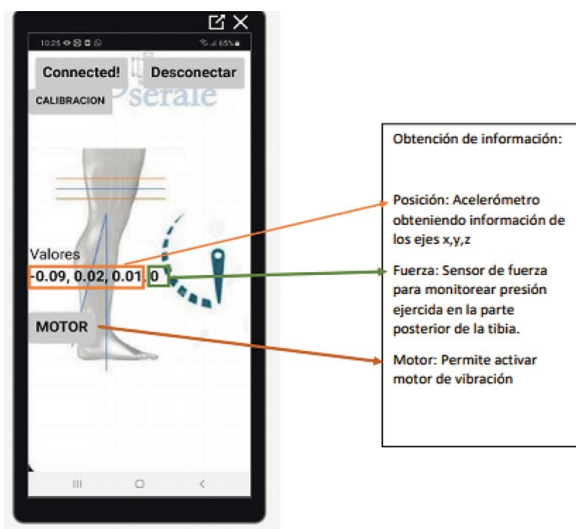 10:25
65%
Connected!
Desconectar
CALIBRACION
serale
Valores
-0.09, 0.02, 0.01, 0
MOTOR
Obtención de información:
Posición: Acelerómetro
obteniendo información de
los ejes x,y,z
Fuerza: Sensor de fuerza
para monitorear presión
ejercida en la parte
posterior de la tibia.
Motor: Permite activar
motor de vibración